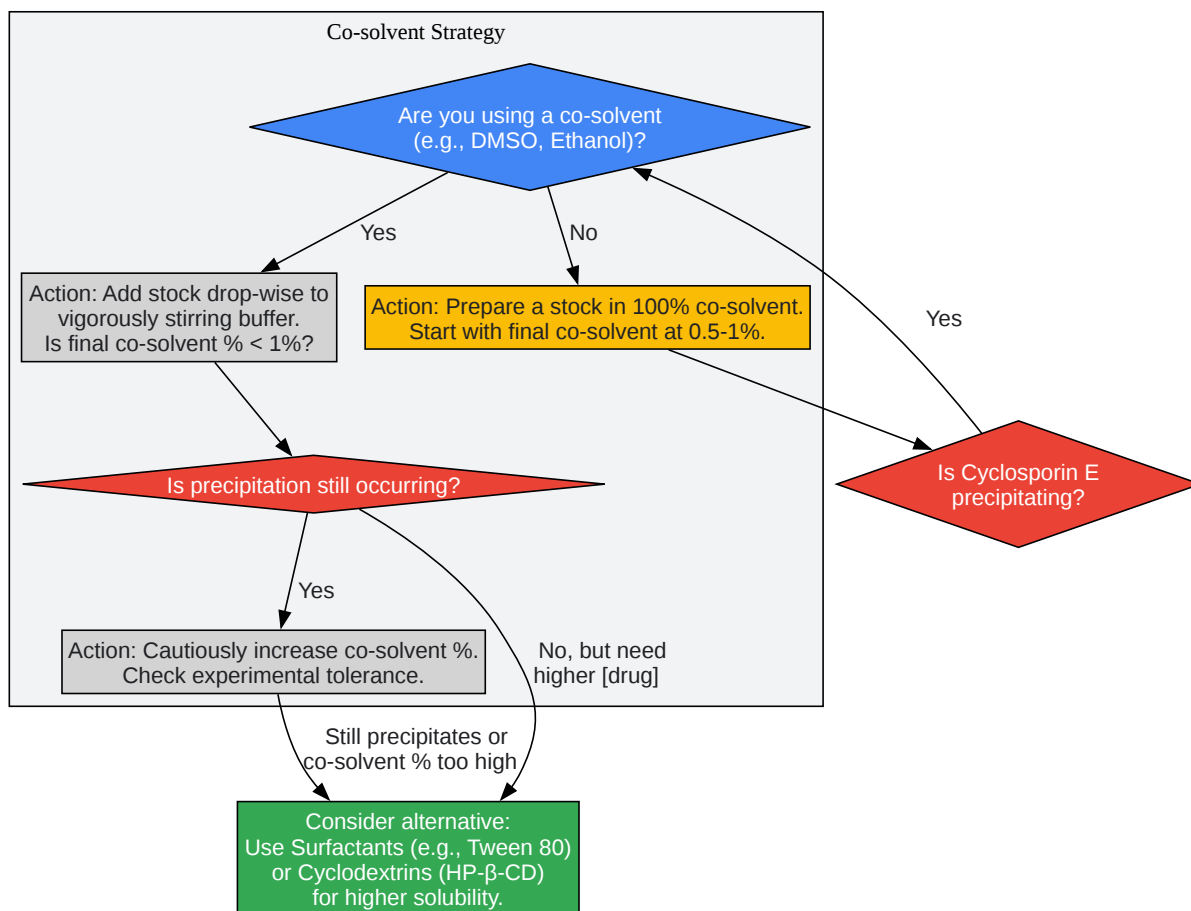 Co-solvent Strategy
Are you using a co-solvent
(e.g., DMSO, Ethanol)?
Yes
No
Yes
Action: Add stock drop-wise to
vigorously stirring buffer.
Is final co-solvent % < 1%?
Action: Prepare a stock in 100% co-solvent.
Start with final co-solvent at 0.5-1%.
Is precipitation still occurring?
Is Cyclosporin E
precipitating?
Yes
No, but need
higher [drug]
Action: Cautiously increase co-solvent %.
Check experimental tolerance.
Still precipitates or
co-solvent % too high
Consider alternative:
Use Surfactants (e.g., Tween 80)
or Cyclodextrins (HP-β-CD)
for higher solubility.